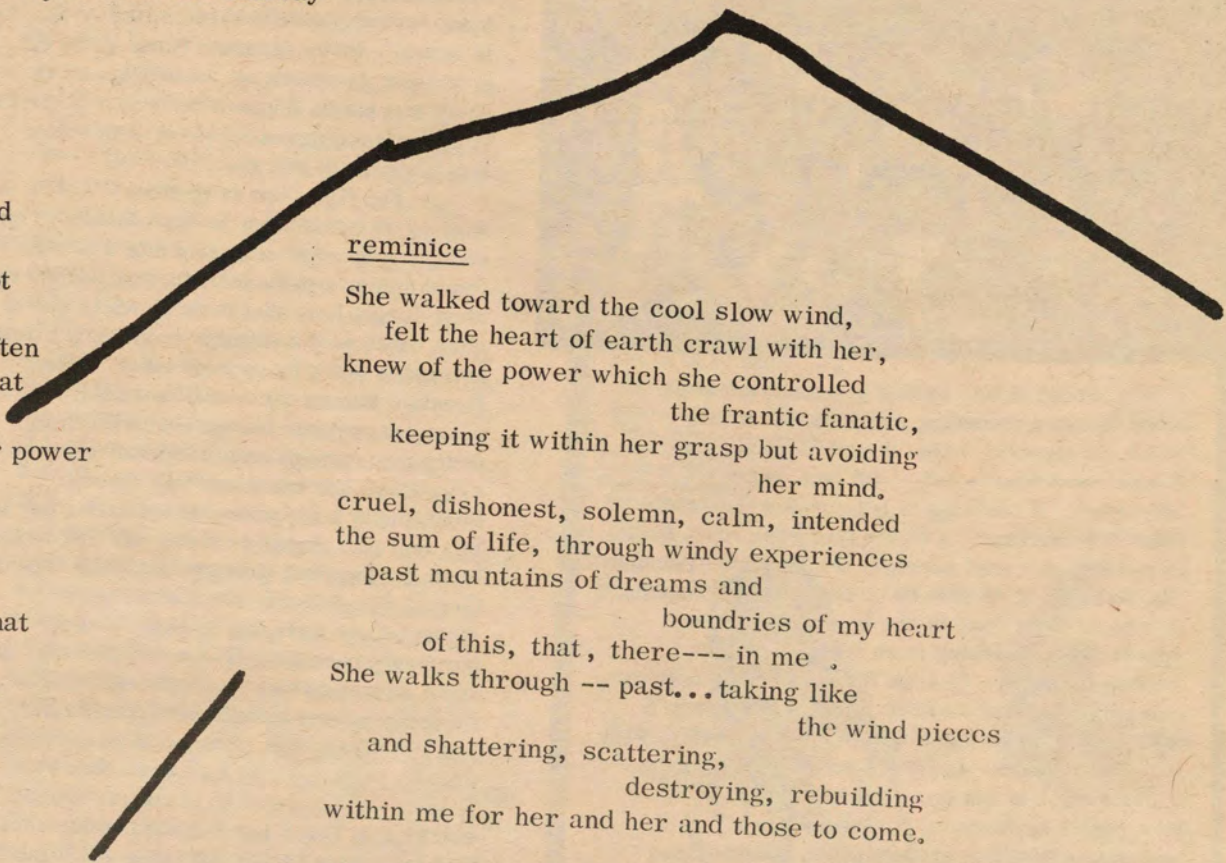 ten
at
power
reminice
She walked toward the cool slow wind,
felt the heart of earth crawl with her,
knew of the power which she controlled
the frantic fanatic,
keeping it within her grasp but avoiding
her mind.
cruel, dishonest, solemn, calm, intended
the sum of life, through windy experiences
past mountains of dreams and
boundries of my heart
of this, that, there--- in me .
She walks through -- past...taking like
the wind pieces
and shattering, scattering,
destroying, rebuilding
within me for her and her and those to come.